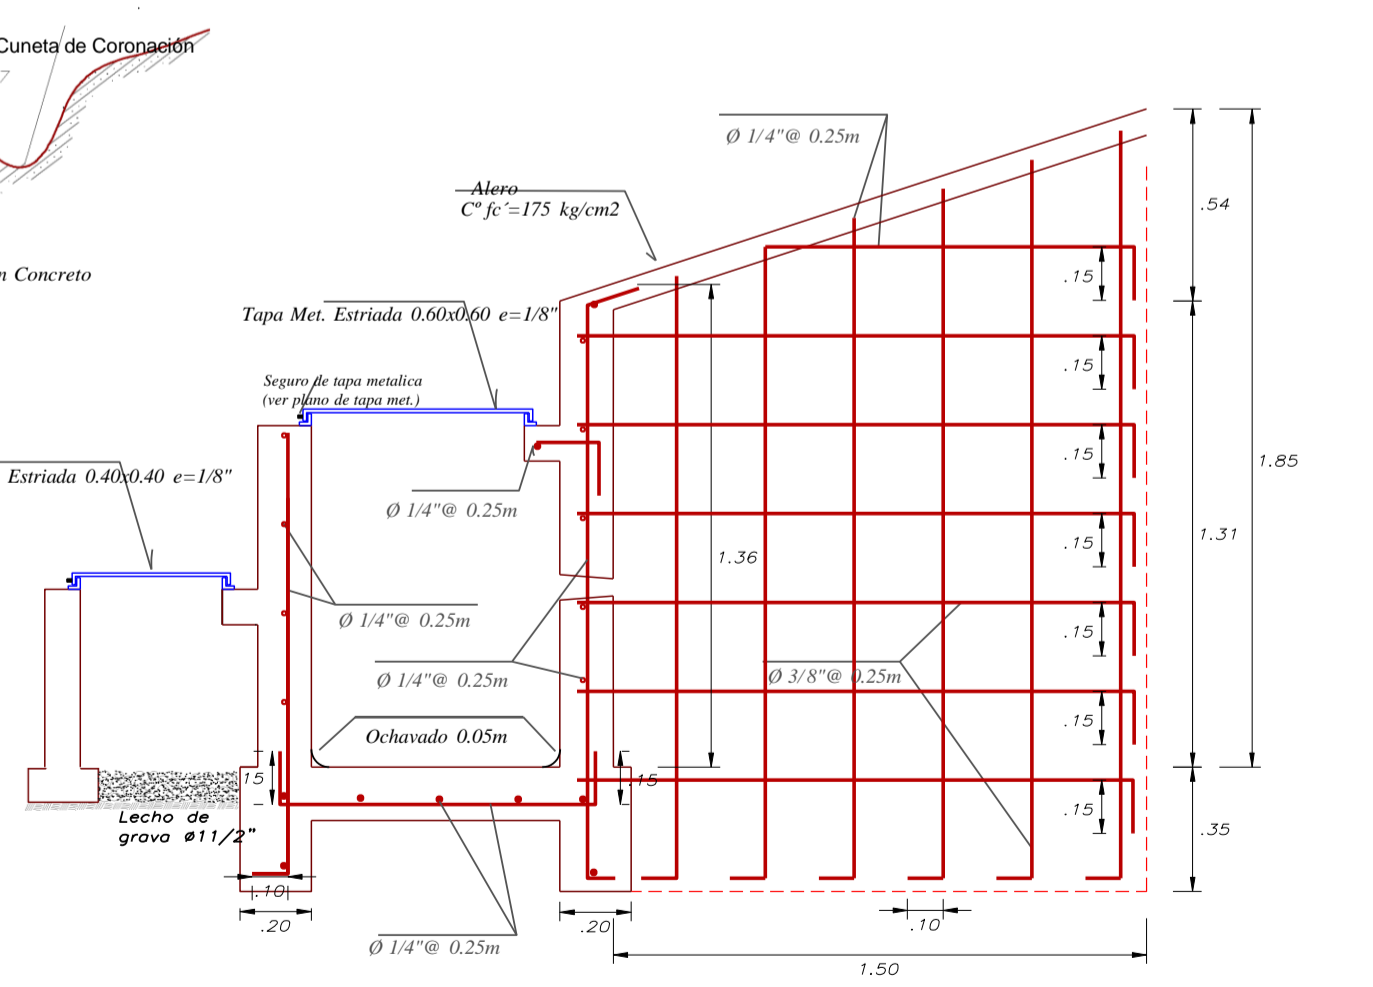 Cuneta de Coronación
Ø 1/4"@ 0.25m
Alero
Cº fc´=175 kg/cm2
.54
n Concreto
.15
Tapa Met. Estriada 0.60x0.60 e=1/8"
Seguro de tapa metalica
(ver plano de tapa met.)
.15
.15
1.85
Estriada 0.40x0.40 e=1/8"
Ø 1/4"@ 0.25m
1.31
.15
1.36
Ø 1/4"@ 0.25m
.15
Ø 1/4"@ 0.25m
Ø 3/8"@ 0.25m
.15
Ochavado 0.05m
15
.15
.15
Lecho de
grava ø11/2"
.35
.10
.20
.20
.10
Ø 1/4"@ 0.25m
1.50